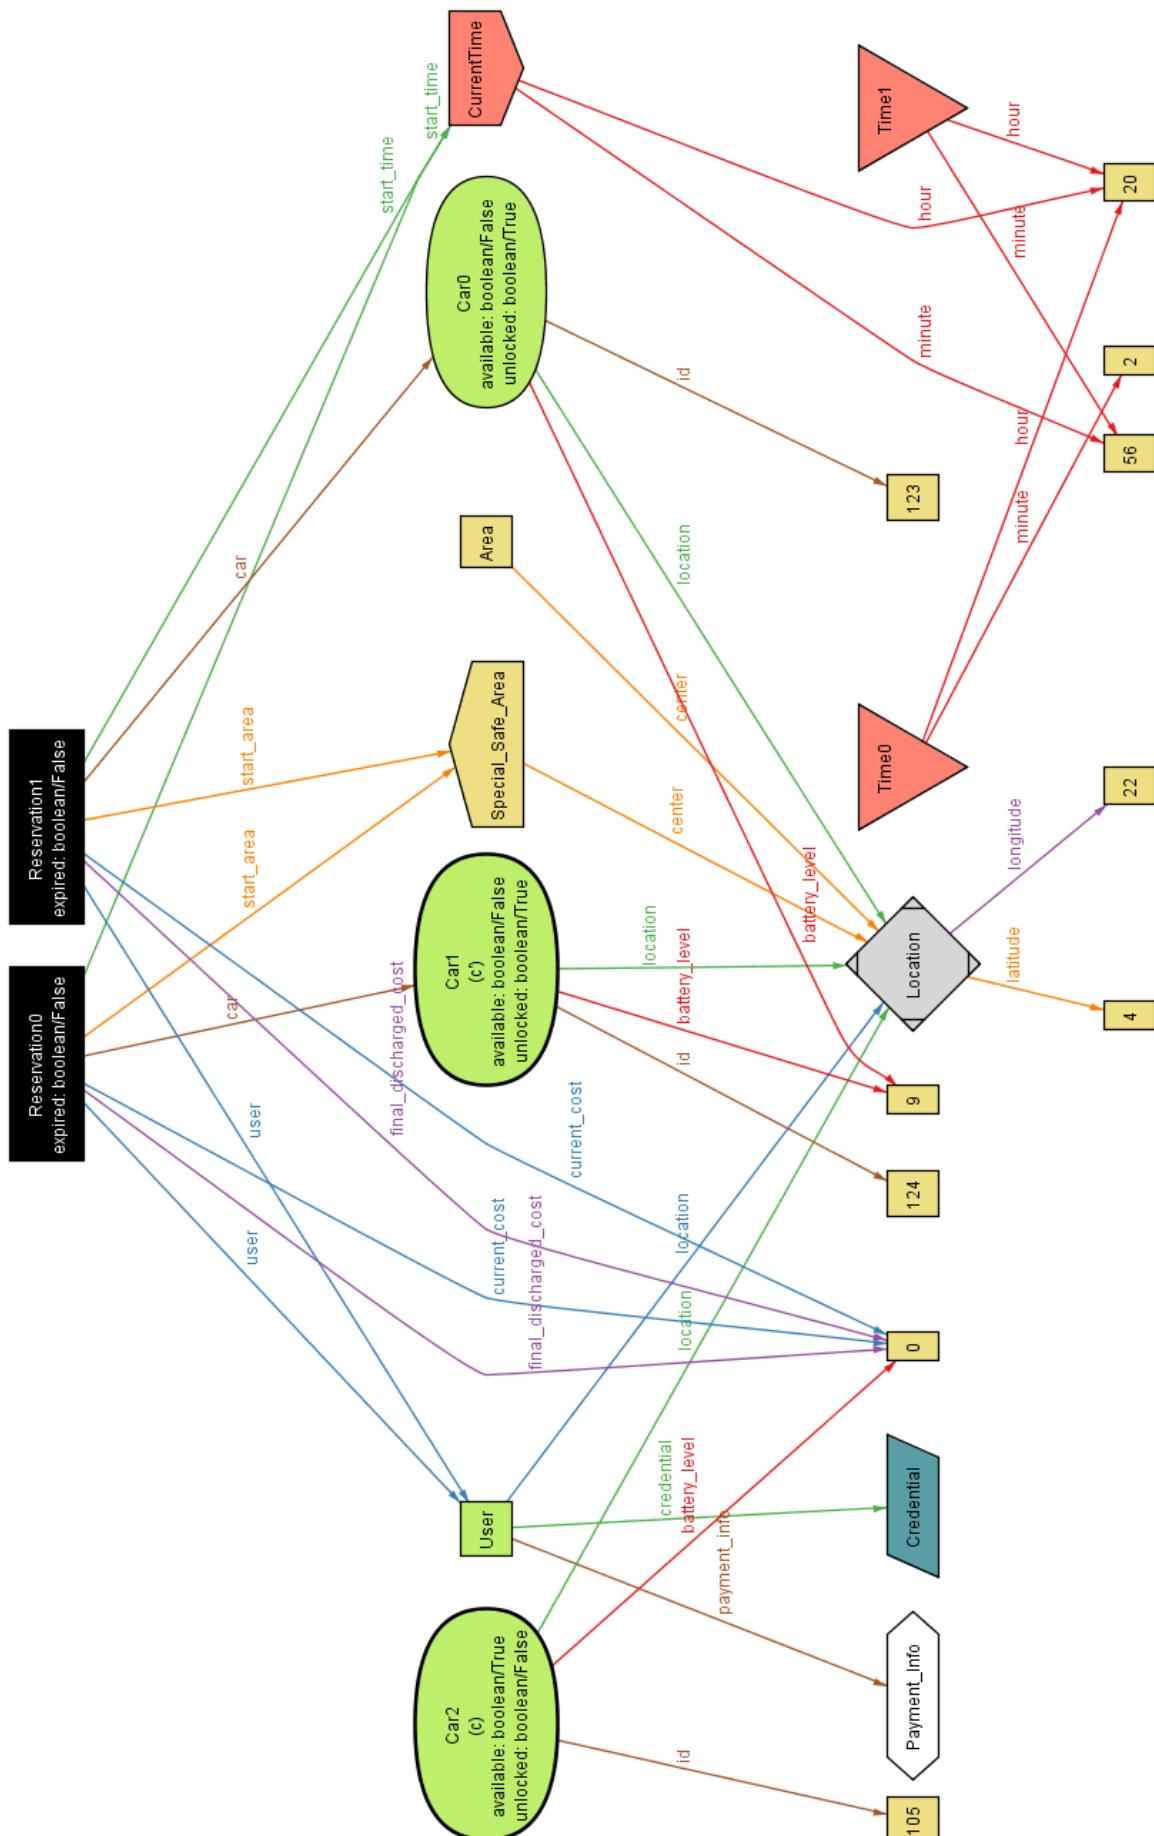 Reservation0
expired: boolean/False
Reservation1
expired: boolean/False
user
user
car
start_area
start_area
car
start_time
start_time
final_discharged_cost
current_cost
current_cost
final_discharged_cost
Car2
(c)
available: boolean/True
unlocked: boolean/False
User
Car1
(c')
available: boolean/False
unlocked: boolean/True
Special_Safe_Area
Area
Car0
available: boolean/False
unlocked: boolean/True
CurrentTime
id
payment_info
credential
battery_level
location
location
id
battery_level
location
center
center
battery_level
location
id
minute
hour
105
Payment_Info
Credential
0
124
9
Location
Time0
123
Time1
latitude
longitude
minute
hour
minute
hour
4
22
56
2
20